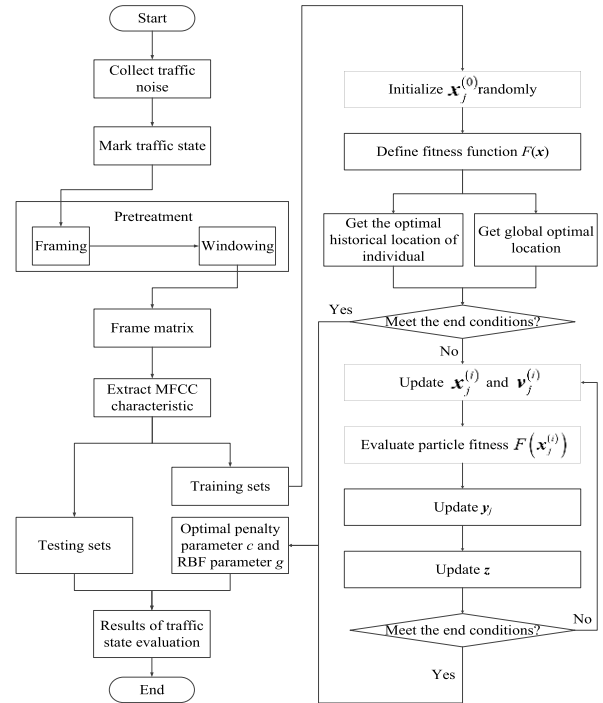 Start
Collect traffic
noise
Mark traffic state
Pretreatment
Framing
Windowing
Frame matrix
Extract MFCC
characteristic
Training sets
Testing sets
Optimal penalty
parameter c and
RBF parameter g
Results of traffic
state evaluation
End
Initialize x_j^(0) randomly
Define fitness function F(x)
Get the optimal
historical location of
individual
Get global optimal
location
Yes
Meet the end conditions?
No
Update x_j^(i) and v_j^(i)
Evaluate particle fitness F(x_j^(i))
Update y_j
Update z
No
Meet the end conditions?
Yes